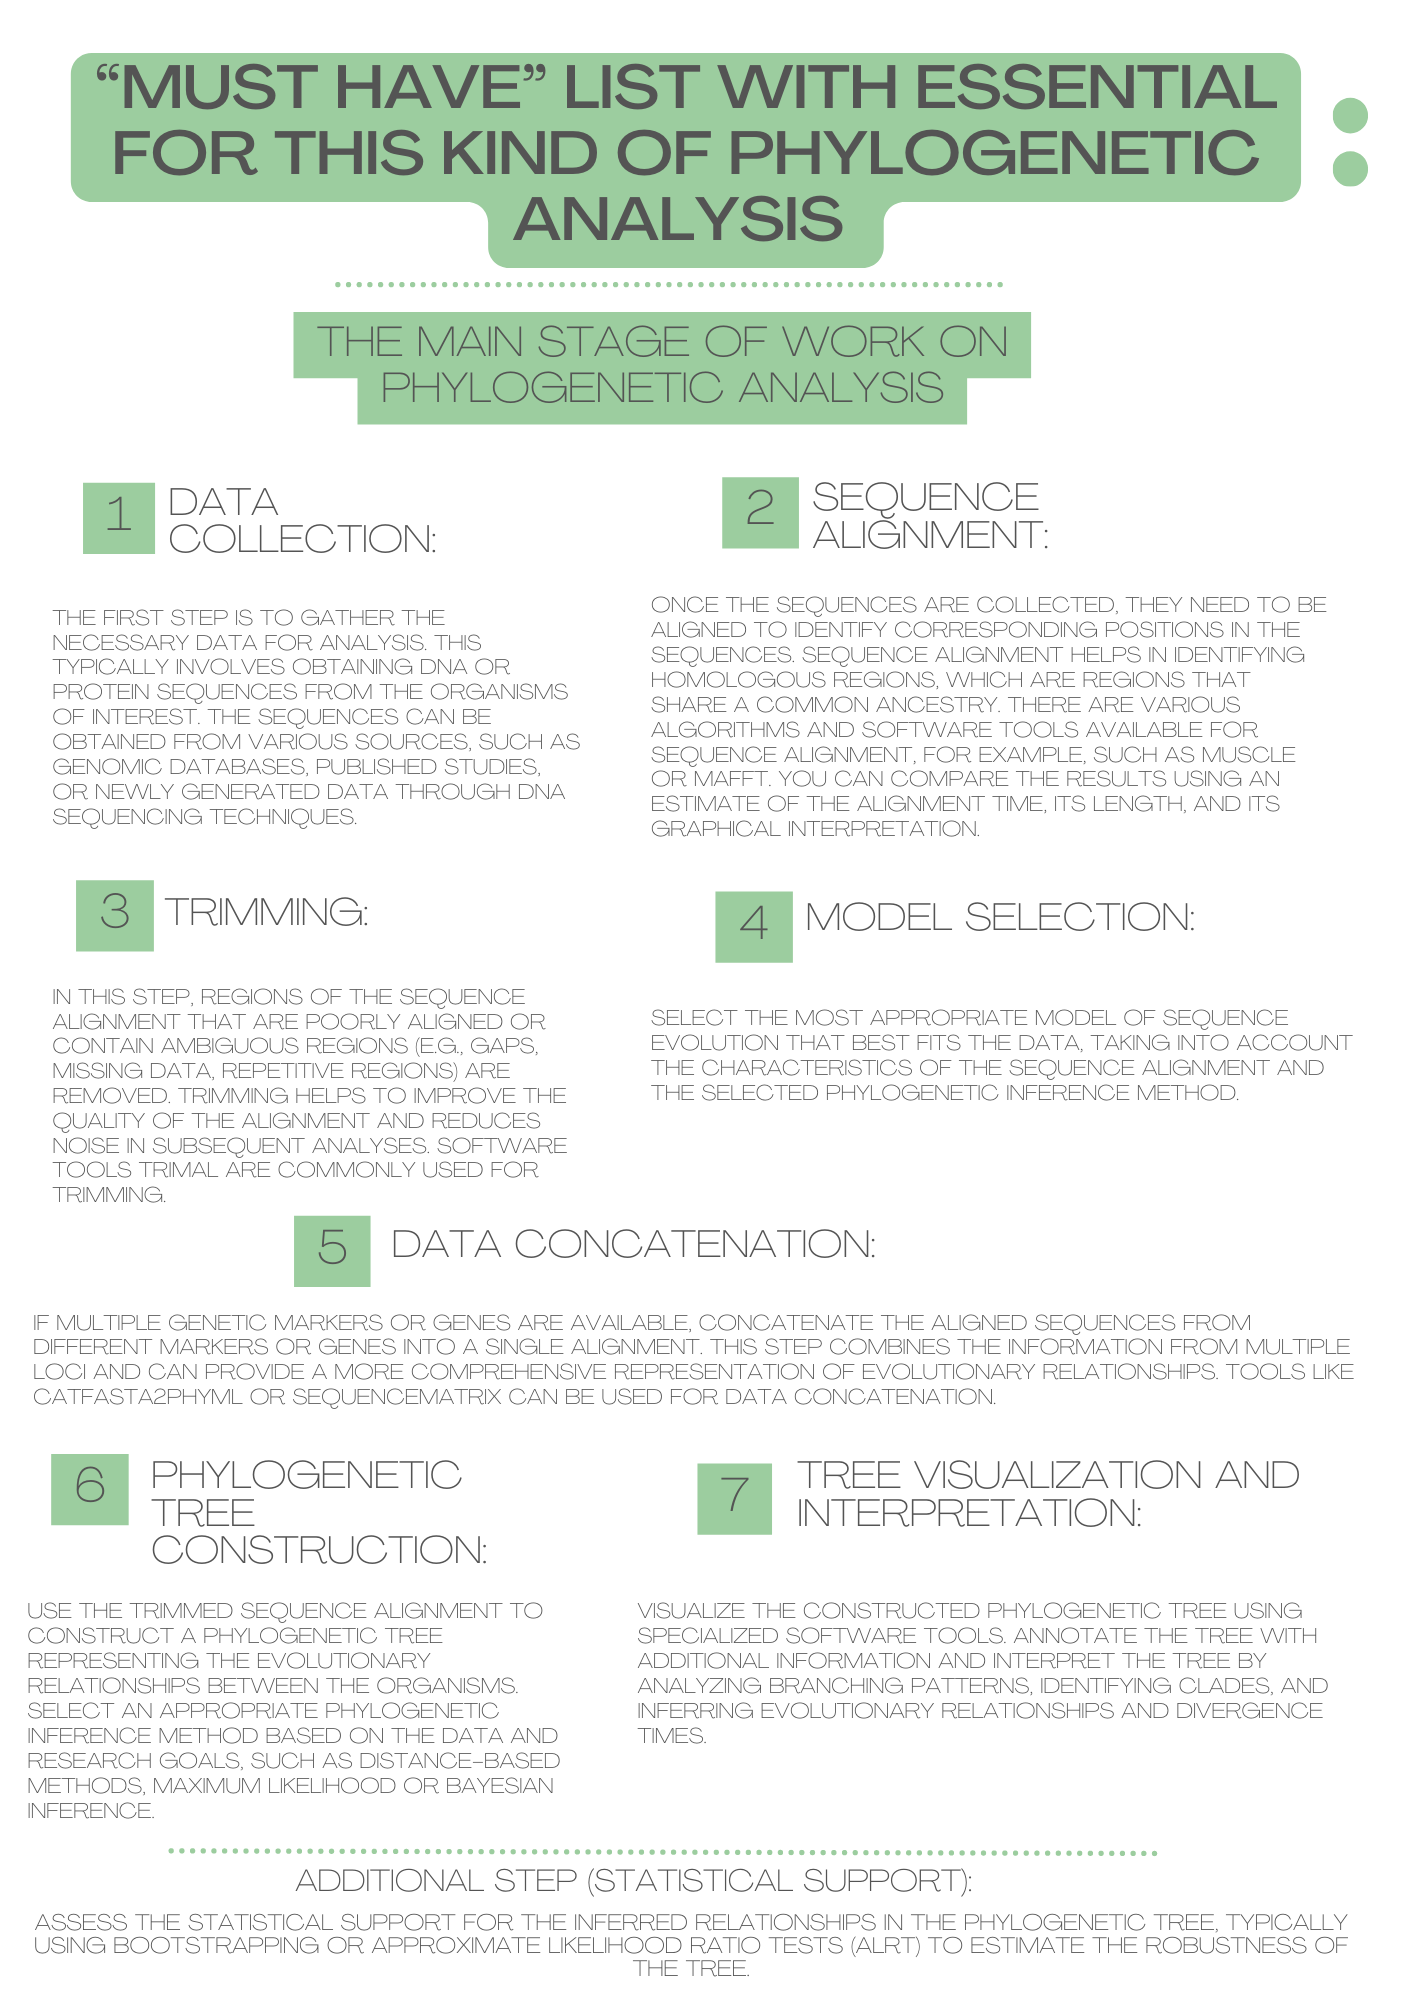 “MUST HAVE” LIST WITH ESSENTIAL
FOR THIS KIND OF PHYLOGENETIC
ANALYSIS
THE MAIN STAGE OF WORK ON
PHYLOGENETIC ANALYSIS
1
DATA
COLLECTION:
THE FIRST STEP IS TO GATHER THE
NECESSARY DATA FOR ANALYSIS. THIS
TYPICALLY INVOLVES OBTAINING DNA OR
PROTEIN SEQUENCES FROM THE ORGANISMS
OF INTEREST. THE SEQUENCES CAN BE
OBTAINED FROM VARIOUS SOURCES, SUCH AS
GENOMIC DATABASES, PUBLISHED STUDIES,
OR NEWLY GENERATED DATA THROUGH DNA
SEQUENCING TECHNIQUES.
2
SEQUENCE
ALIGNMENT:
ONCE THE SEQUENCES ARE COLLECTED, THEY NEED TO BE
ALIGNED TO IDENTIFY CORRESPONDING POSITIONS IN THE
SEQUENCES. SEQUENCE ALIGNMENT HELPS IN IDENTIFYING
HOMOLOGOUS REGIONS, WHICH ARE REGIONS THAT
SHARE A COMMON ANCESTRY. THERE ARE VARIOUS
ALGORITHMS AND SOFTWARE TOOLS AVAILABLE FOR
SEQUENCE ALIGNMENT, FOR EXAMPLE, SUCH AS MUSCLE
OR MAFFT. YOU CAN COMPARE THE RESULTS USING AN
ESTIMATE OF THE ALIGNMENT TIME, ITS LENGTH, AND ITS
GRAPHICAL INTERPRETATION.
3
TRIMMING:
IN THIS STEP, REGIONS OF THE SEQUENCE
ALIGNMENT THAT ARE POORLY ALIGNED OR
CONTAIN AMBIGUOUS REGIONS (E.G., GAPS,
MISSING DATA, REPETITIVE REGIONS) ARE
REMOVED. TRIMMING HELPS TO IMPROVE THE
QUALITY OF THE ALIGNMENT AND REDUCES
NOISE IN SUBSEQUENT ANALYSES. SOFTWARE
TOOLS TRIMAL ARE COMMONLY USED FOR
TRIMMING.
4
MODEL SELECTION:
SELECT THE MOST APPROPRIATE MODEL OF SEQUENCE
EVOLUTION THAT BEST FITS THE DATA, TAKING INTO ACCOUNT
THE CHARACTERISTICS OF THE SEQUENCE ALIGNMENT AND
THE SELECTED PHYLOGENETIC INFERENCE METHOD.
5
DATA CONCATENATION:
IF MULTIPLE GENETIC MARKERS OR GENES ARE AVAILABLE, CONCATENATE THE ALIGNED SEQUENCES FROM
DIFFERENT MARKERS OR GENES INTO A SINGLE ALIGNMENT. THIS STEP COMBINES THE INFORMATION FROM MULTIPLE
LOCI AND CAN PROVIDE A MORE COMPREHENSIVE REPRESENTATION OF EVOLUTIONARY RELATIONSHIPS. TOOLS LIKE
CATFASTA2PHYML OR SEQUENCEMATRIX CAN BE USED FOR DATA CONCATENATION.
6
PHYLOGENETIC
TREE
CONSTRUCTION:
USE THE TRIMMED SEQUENCE ALIGNMENT TO
CONSTRUCT A PHYLOGENETIC TREE
REPRESENTING THE EVOLUTIONARY
RELATIONSHIPS BETWEEN THE ORGANISMS.
SELECT AN APPROPRIATE PHYLOGENETIC
INFERENCE METHOD BASED ON THE DATA AND
RESEARCH GOALS, SUCH AS DISTANCE-BASED
METHODS, MAXIMUM LIKELIHOOD OR BAYESIAN
INFERENCE.
7
TREE VISUALIZATION AND
INTERPRETATION:
VISUALIZE THE CONSTRUCTED PHYLOGENETIC TREE USING
SPECIALIZED SOFTWARE TOOLS. ANNOTATE THE TREE WITH
ADDITIONAL INFORMATION AND INTERPRET THE TREE BY
ANALYZING BRANCHING PATTERNS, IDENTIFYING CLADES, AND
INFERRING EVOLUTIONARY RELATIONSHIPS AND DIVERGENCE
TIMES.
ADDITIONAL STEP (STATISTICAL SUPPORT):
ASSESS THE STATISTICAL SUPPORT FOR THE INFERRED RELATIONSHIPS IN THE PHYLOGENETIC TREE, TYPICALLY
USING BOOTSTRAPPING OR APPROXIMATE LIKELIHOOD RATIO TESTS (ALRT) TO ESTIMATE THE ROBUSTNESS OF
THE TREE.